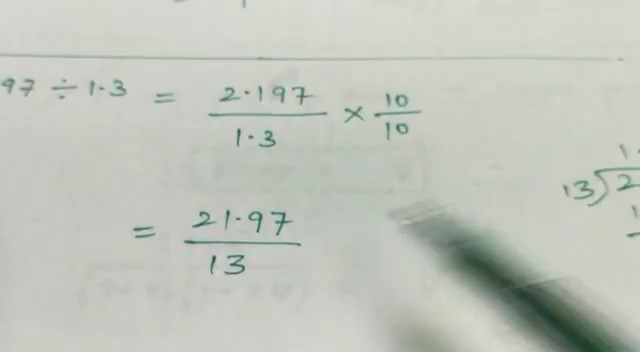 97 ÷ 1.3 = 2.197 / 1.3 × 10 / 10
= 21.97 / 13
13)2